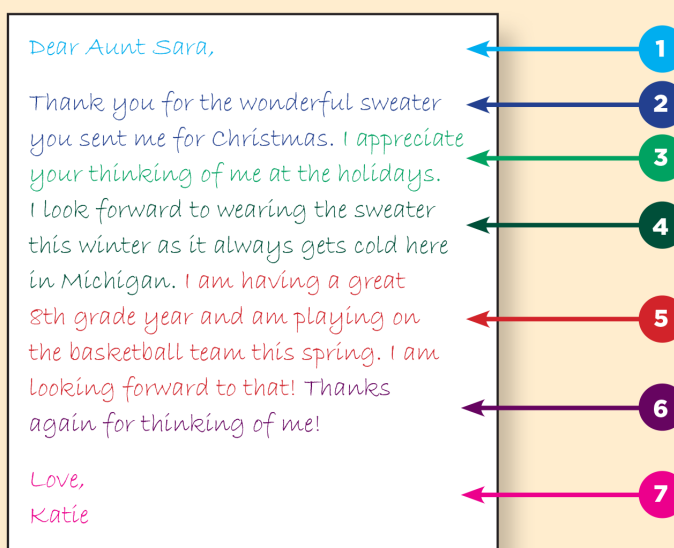 Dear Aunt Sara,
1
Thank you for the wonderful sweater
2
you sent me for Christmas. I appreciate
3
your thinking of me at the holidays.
I look forward to wearing the sweater
4
this winter as it always gets cold here
in Michigan. I am having a great
8th grade year and am playing on
5
the basketball team this spring. I am
looking forward to that! Thanks
6
again for thinking of me!
Love,
7
Katie